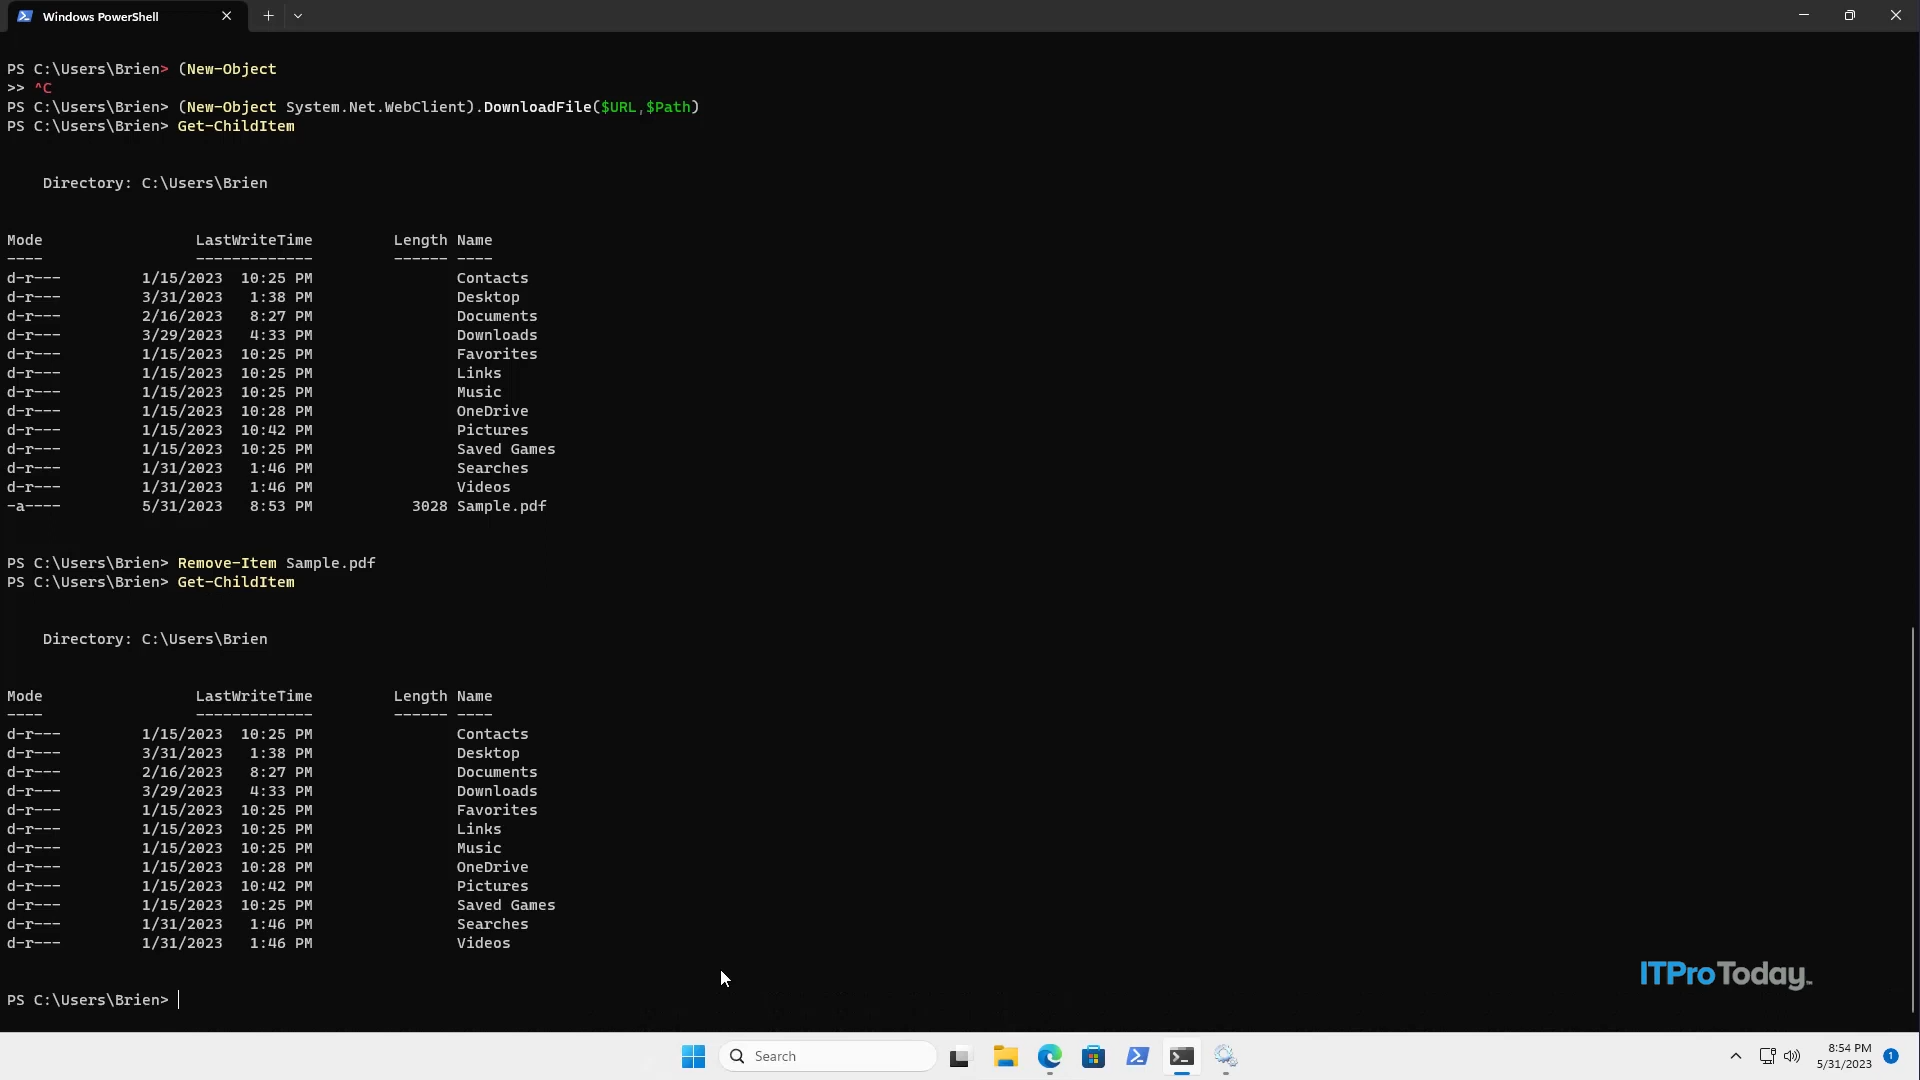 Windows PowerShell
PS C:\Users\Brien> (New-Object
>> ^C
PS C:\Users\Brien> (New-Object System.Net.WebClient).DownloadFile($URL,$Path)
PS C:\Users\Brien> Get-ChildItem
Directory: C:\Users\Brien
Mode LastWriteTime Length Name
---- ------------- ------ ----
d-r--- 1/15/2023 10:25 PM Contacts
d-r--- 3/31/2023 1:38 PM Desktop
d-r--- 2/16/2023 8:27 PM Documents
d-r--- 3/29/2023 4:33 PM Downloads
d-r--- 1/15/2023 10:25 PM Favorites
d-r--- 1/15/2023 10:25 PM Links
d-r--- 1/15/2023 10:25 PM Music
d-r--- 1/15/2023 10:28 PM OneDrive
d-r--- 1/15/2023 10:42 PM Pictures
d-r--- 1/15/2023 10:25 PM Saved Games
d-r--- 1/31/2023 1:46 PM Searches
d-r--- 1/31/2023 1:46 PM Videos
-a---- 5/31/2023 8:53 PM 3028 Sample.pdf
PS C:\Users\Brien> Remove-Item Sample.pdf
PS C:\Users\Brien> Get-ChildItem
Directory: C:\Users\Brien
Mode LastWriteTime Length Name
---- ------------- ------ ----
d-r--- 1/15/2023 10:25 PM Contacts
d-r--- 3/31/2023 1:38 PM Desktop
d-r--- 2/16/2023 8:27 PM Documents
d-r--- 3/29/2023 4:33 PM Downloads
d-r--- 1/15/2023 10:25 PM Favorites
d-r--- 1/15/2023 10:25 PM Links
d-r--- 1/15/2023 10:25 PM Music
d-r--- 1/15/2023 10:28 PM OneDrive
d-r--- 1/15/2023 10:42 PM Pictures
d-r--- 1/15/2023 10:25 PM Saved Games
d-r--- 1/31/2023 1:46 PM Searches
d-r--- 1/31/2023 1:46 PM Videos
ITProToday™
PS C:\Users\Brien>
Search
8:54 PM
5/31/2023
1